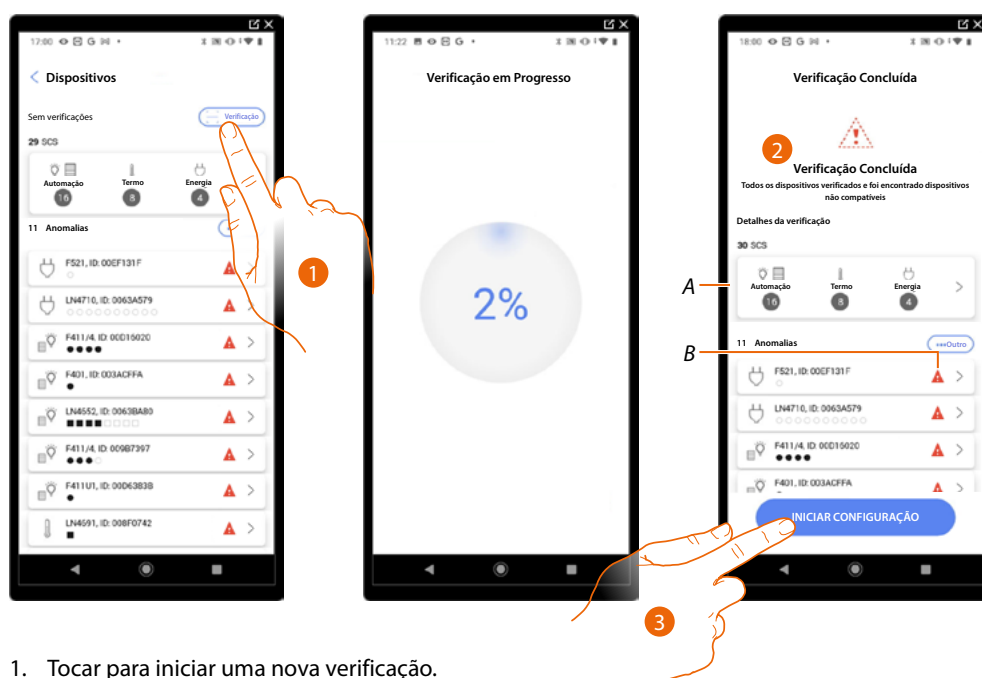 17:00
Dispositivos
Sem verificações
Verificação
29 SCS
Automação
Termo
Energia
16
8
4
11 Anomalias
F521, ID: 00EF131F
LN4710, ID: 0063A579
F411/4, ID: 00D15020
F401, ID: 003ACFFA
LN4652, ID: 0063BA80
F411/4, ID: 009B7397
F411U1, ID: 00D6383B
LN4691, ID: 008F0742
1
11:22
Verificação em Progresso
2%
18:00
Verificação Concluída
2
Verificação Concluída
Todos os dispositivos verificados e foi encontrado dispositivos
não compatíveis
Detalhes da verificação
30 SCS
A
Automação
Termo
Energia
16
8
4
11 Anomalias
Outro
B
F521, ID: 00EF131F
LN4710, ID: 0063A579
F411/4, ID: 00D15020
F401, ID: 003ACFFA
INICIAR CONFIGURAÇÃO
3
1. Tocar para iniciar uma nova verificação.